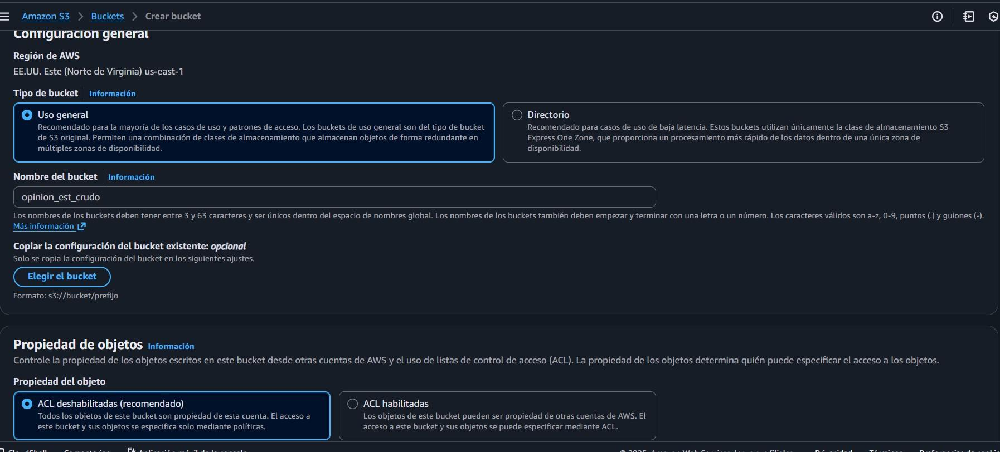 Amazon S3 > Buckets > Crear bucket
Configuración general
Región de AWS
EE.UU. Este (Norte de Virginia) us-east-1
Tipo de bucket | Información
Uso general
Recomendado para la mayoría de los casos de uso y patrones de acceso. Los buckets de uso general son del tipo de bucket
de S3 original. Permiten una combinación de clases de almacenamiento que almacenan objetos de forma redundante en
múltiples zonas de disponibilidad.
Directorio
Recomendado para casos de uso de baja latencia. Estos buckets utilizan únicamente la clase de almacenamiento S3
Express One Zone, que proporciona un procesamiento más rápido de los datos dentro de una única zona de
disponibilidad.
Nombre del bucket | Información
opinion_est_crudo
Los nombres de los buckets deben tener entre 3 y 63 caracteres y ser únicos dentro del espacio de nombres global. Los nombres de los buckets también deben empezar y terminar con una letra o un número. Los caracteres válidos son a-z, 0-9, puntos (.) y guiones (-).
Más información
Copiar la configuración del bucket existente: opcional
Solo se copia la configuración del bucket en los siguientes ajustes.
Elegir el bucket
Formato: s3://bucket/prefijo
Propiedad de objetos Información
Controle la propiedad de los objetos escritos en este bucket desde otras cuentas de AWS y el uso de listas de control de acceso (ACL). La propiedad de los objetos determina quién puede especificar el acceso a los objetos.
Propiedad del objeto
ACL deshabilitadas (recomendado)
Todos los objetos de este bucket son propiedad de esta cuenta. El acceso a
este bucket y sus objetos se especifica solo mediante políticas.
ACL habilitadas
Los objetos de este bucket pueden ser propiedad de otras cuentas de AWS. El
acceso a este bucket y sus objetos se puede especificar mediante ACL.
CloudShell Comentarios Aplicación móvil de la consola